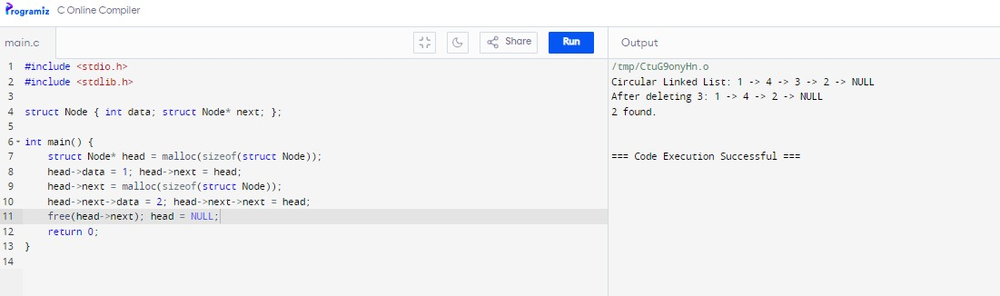 Programiz C Online Compiler
main.c Share Run Output
1 #include <stdio.h>
2 #include <stdlib.h>
3
4 struct Node { int data; struct Node* next; };
5
6 int main() {
7 struct Node* head = malloc(sizeof(struct Node));
8 head->data = 1; head->next = head;
9 head->next = malloc(sizeof(struct Node));
10 head->next->data = 2; head->next->next = head;
11 free(head->next); head = NULL;
12 return 0;
13 }
14
/tmp/CtuG9onyHn.o
Circular Linked List: 1 -> 4 -> 3 -> 2 -> NULL
After deleting 3: 1 -> 4 -> 2 -> NULL
2 found.
=== Code Execution Successful ===